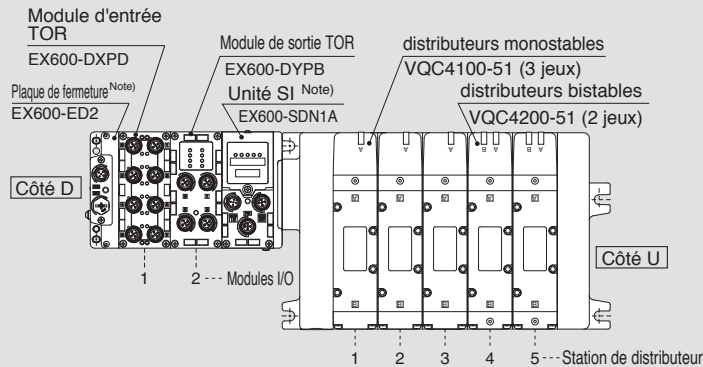 Module d'entrée
TOR
EX600-DXPD
Plaque de fermeture Note)
EX600-ED2
Module de sortie TOR
EX600-DYPB
Unité SI Note)
EX600-SDN1A
distributeurs monostables
VQC4100-51 (3 jeux)
distributeurs bistables
VQC4200-51 (2 jeux)
A
A
A
B A
B A
Côté D
Côté U
1
2 --- Modules I/O
1 2 3 4 5 --- Station de distributeur